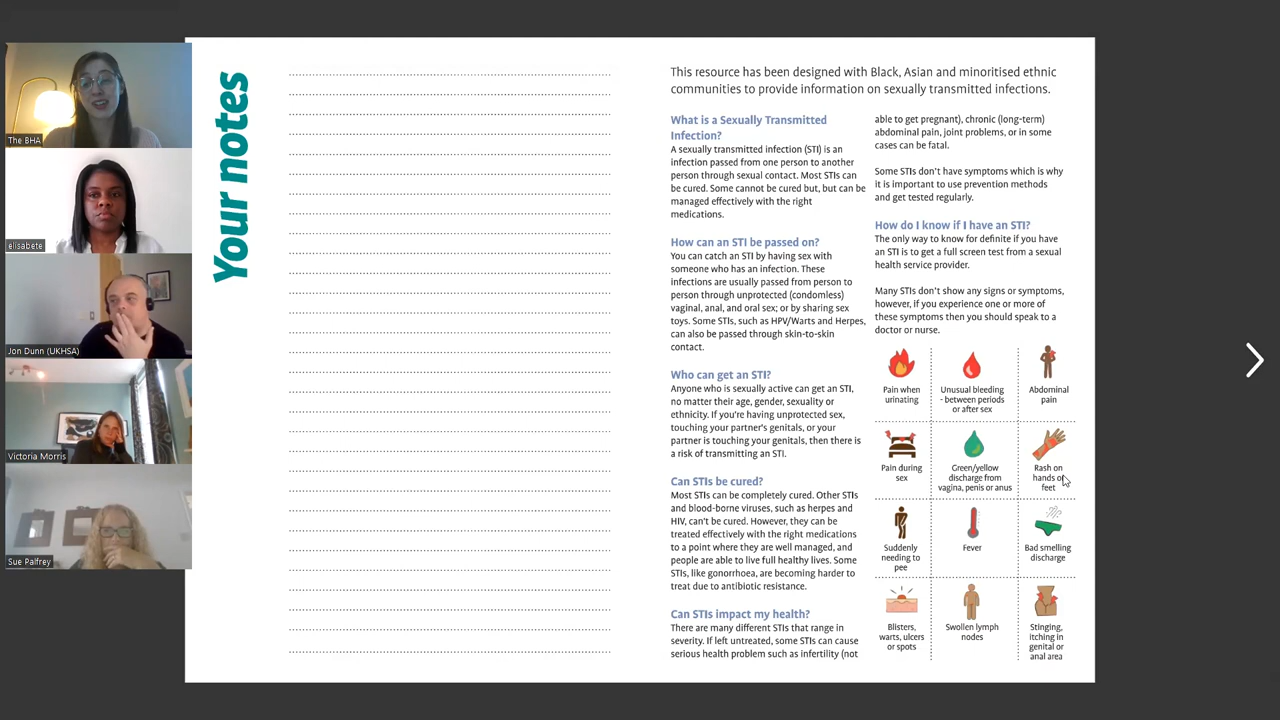 The BHA
elisabete
Jon Dunn (UKHSA)
Victoria Morris
Sue Palfrey
Your notes
This resource has been designed with Black, Asian and minoritised ethnic
communities to provide information on sexually transmitted infections.
What is a Sexually Transmitted
Infection?
A sexually transmitted infection (STI) is an
infection passed from one person to another
person through sexual contact. Most STIs can
be cured. Some cannot be cured but, but can be
managed effectively with the right
medications.
How can an STI be passed on?
You can catch an STI by having sex with
someone who has an infection. These
infections are usually passed from person to
person through unprotected (condomless)
vaginal, anal, and oral sex; or by sharing sex
toys. Some STIs, such as HPV/Warts and Herpes,
can also be passed through skin-to-skin
contact.
Who can get an STI?
Anyone who is sexually active can get an STI,
no matter their age, gender, sexuality or
ethnicity. If you're having unprotected sex,
touching your partner's genitals, or your
partner is touching your genitals, then there is
a risk of transmitting an STI.
Can STIs be cured?
Most STIs can be completely cured. Other STIs
and blood-borne viruses, such as herpes and
HIV, can't be cured. However, they can be
treated effectively with the right medications
to a point where they are well managed, and
people are able to live full healthy lives. Some
STIs, like gonorrhoea, are becoming harder to
treat due to antibiotic resistance.
Can STIs impact my health?
There are many different STIs that range in
severity. If left untreated, some STIs can cause
serious health problem such as infertility (not
able to get pregnant), chronic (long-term)
abdominal pain, joint problems, or in some
cases can be fatal.
Some STIs don't have symptoms which is why
it is important to use prevention methods
and get tested regularly.
How do I know if I have an STI?
The only way to know for definite if you have
an STI is to get a full screen test from a sexual
health service provider.
Many STIs don't show any signs or symptoms,
however, if you experience one or more of
these symptoms then you should speak to a
doctor or nurse.
Pain when
urinating
Unusual bleeding
- between periods
or after sex
Abdominal
pain
Pain during
sex
Green/yellow
discharge from
vagina, penis or anus
Rash on
hands or
feet
Suddenly
needing to
pee
Fever
Bad smelling
discharge
Blisters,
warts, ulcers
or spots
Swollen lymph
nodes
Stinging,
itching in
genital or
anal area